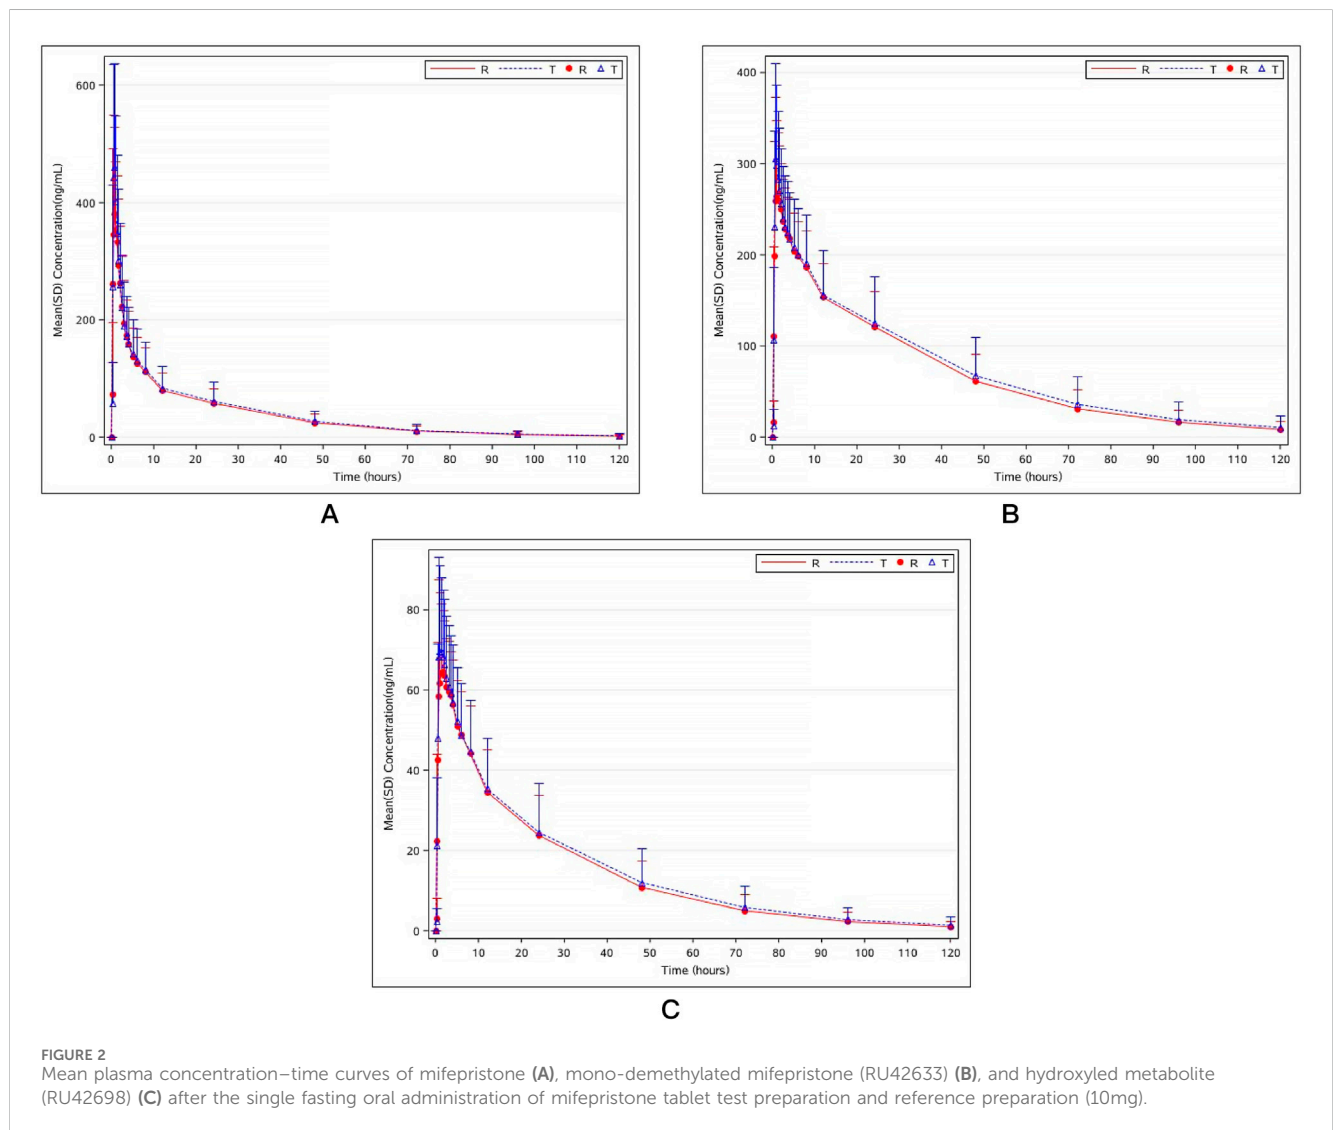 R T R T
600
400
200
0
Mean(SD) Concentration(ng/mL)
0 10 20 30 40 50 60 70 80 90 100 110 120
Time (hours)
A
R T R T
400
300
200
100
0
Mean(SD) Concentration(ng/mL)
0 10 20 30 40 50 60 70 80 90 100 110 120
Time (hours)
B
R T R T
80
60
40
20
0
Mean(SD) Concentration(ng/mL)
0 10 20 30 40 50 60 70 80 90 100 110 120
Time (hours)
C
FIGURE 2
Mean plasma concentration–time curves of mifepristone (A), mono-demethylated mifepristone (RU42633) (B), and hydroxyled metabolite
(RU42698) (C) after the single fasting oral administration of mifepristone tablet test preparation and reference preparation (10mg).